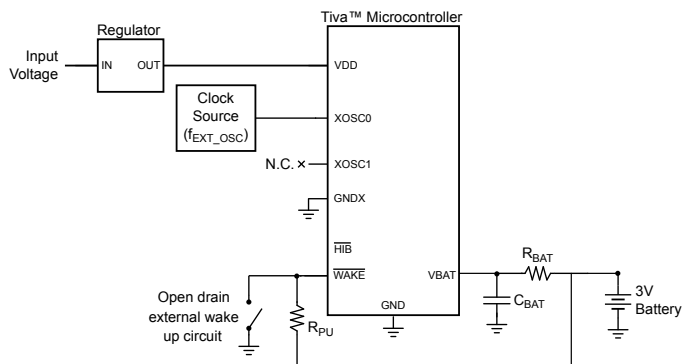 Tiva™ Microcontroller
Regulator
Input
Voltage
IN
OUT
VDD
Clock
Source
(fEXT_OSC)
XOSC0
N.C.
XOSC1
GNDX
HIB
WAKE
VBAT
RBAT
Open drain
external wake
up circuit
RPU
GND
CBAT
3V
Battery